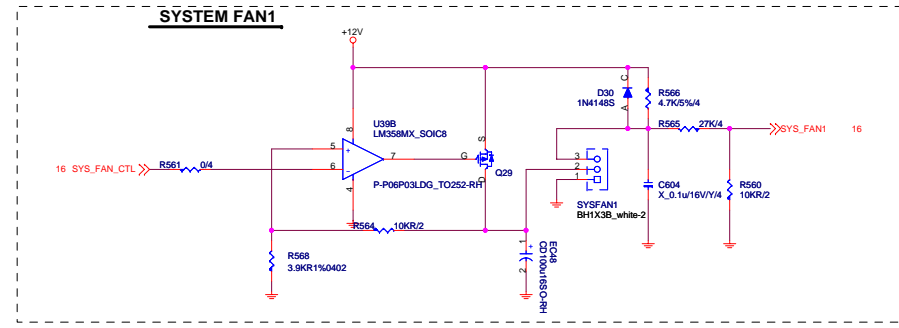 SYSTEM FAN1
+12V
D30
1N4148S
C
A
R566
4.7K/5%/4
U39B
LM358MX_SOIC8
8
5
+
6
-
7
4
G
S
D
Q29
P-P06P03LDG_TO252-RH
R565
27K/4
SYS_FAN1
16
16
SYS_FAN_CTL
R561
0/4
3
2
1
SYSFAN1
BH1X3B_white-2
C604
X_0.1u/16V/Y/4
R560
10KR/2
R564
10KR/2
R568
3.9KR1%0402
1
+
2
EC48
CD100u16SO-RH